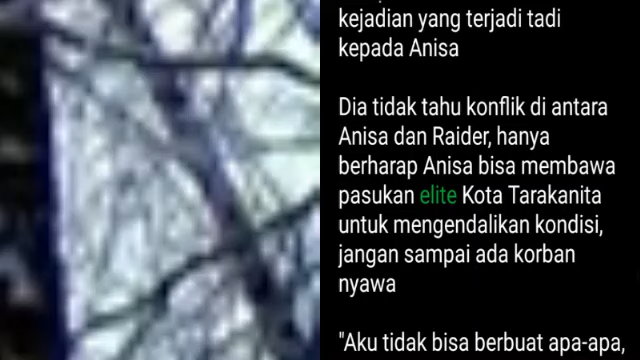 kejadian yang terjadi tadi
kepada Anisa
Dia tidak tahu konflik di antara
Anisa dan Raider, hanya
berharap Anisa bisa membawa
pasukan elite Kota Tarakanita
untuk mengendalikan kondisi,
jangan sampai ada korban
nyawa
"Aku tidak bisa berbuat apa-apa,